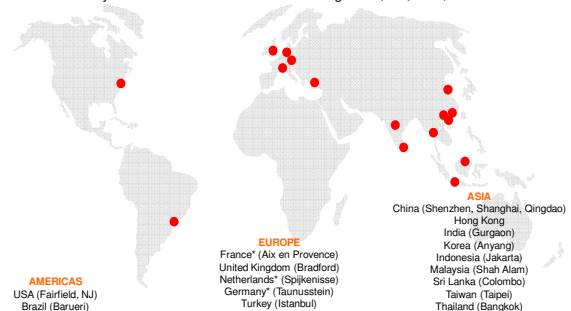 AMERICAS
USA (Fairfield, NJ)
Brazil (Barueri)
EUROPE
France* (Aix en Provence)
United Kingdom (Bradford)
Netherlands* (Spijkenisse)
Germany* (Taunusstein)
Turkey (Istanbul)
ASIA
China (Shenzhen, Shanghai, Qingdao)
Hong Kong
India (Gurgaon)
Korea (Anyang)
Indonesia (Jakarta)
Malaysia (Shah Alam)
Sri Lanka (Colombo)
Taiwan (Taipei)
Thailand (Bangkok)